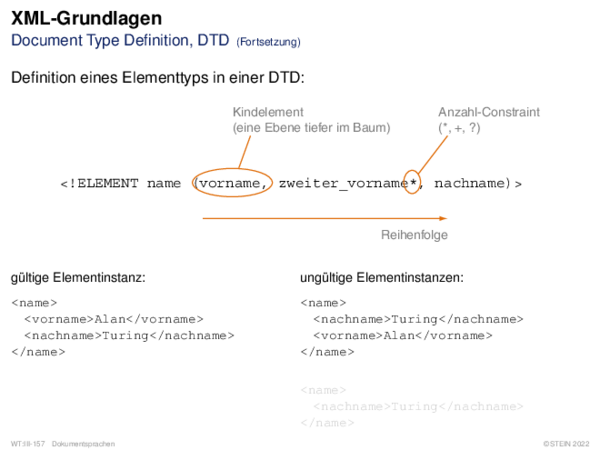 XML-Grundlagen
Document Type Definition, DTD (Fortsetzung)
Definition eines Elementtyps in einer DTD:
Kindelement
(eine Ebene tiefer im Baum)
Anzahl-Constraint
(*, +, ?)
<!ELEMENT name (vorname, zweiter_vorname*, nachname)>
Reihenfolge
gültige Elementinstanz:
<name>
<vorname>Alan</vorname>
<nachname>Turing</nachname>
</name>
ungültige Elementinstanzen:
<name>
<nachname>Turing</nachname>
<vorname>Alan</vorname>
</name>
<name>
<nachname>Turing</nachname>
</name>
WT:III-157 Dokumentsprachen
©STEIN 2022